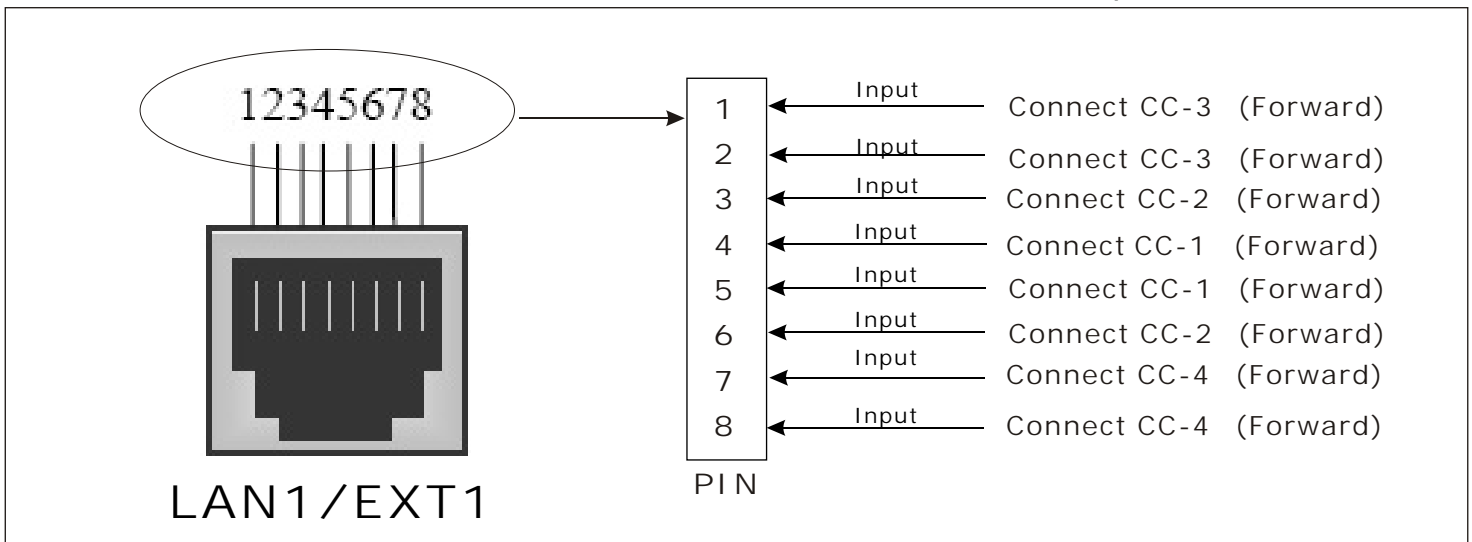 12345678
1 Input Connect CC-3 (Forward)
2 Input Connect CC-3 (Forward)
3 Input Connect CC-2 (Forward)
4 Input Connect CC-1 (Forward)
5 Input Connect CC-1 (Forward)
6 Input Connect CC-2 (Forward)
7 Input Connect CC-4 (Forward)
8 Input Connect CC-4 (Forward)
PIN
LAN1/EXT1